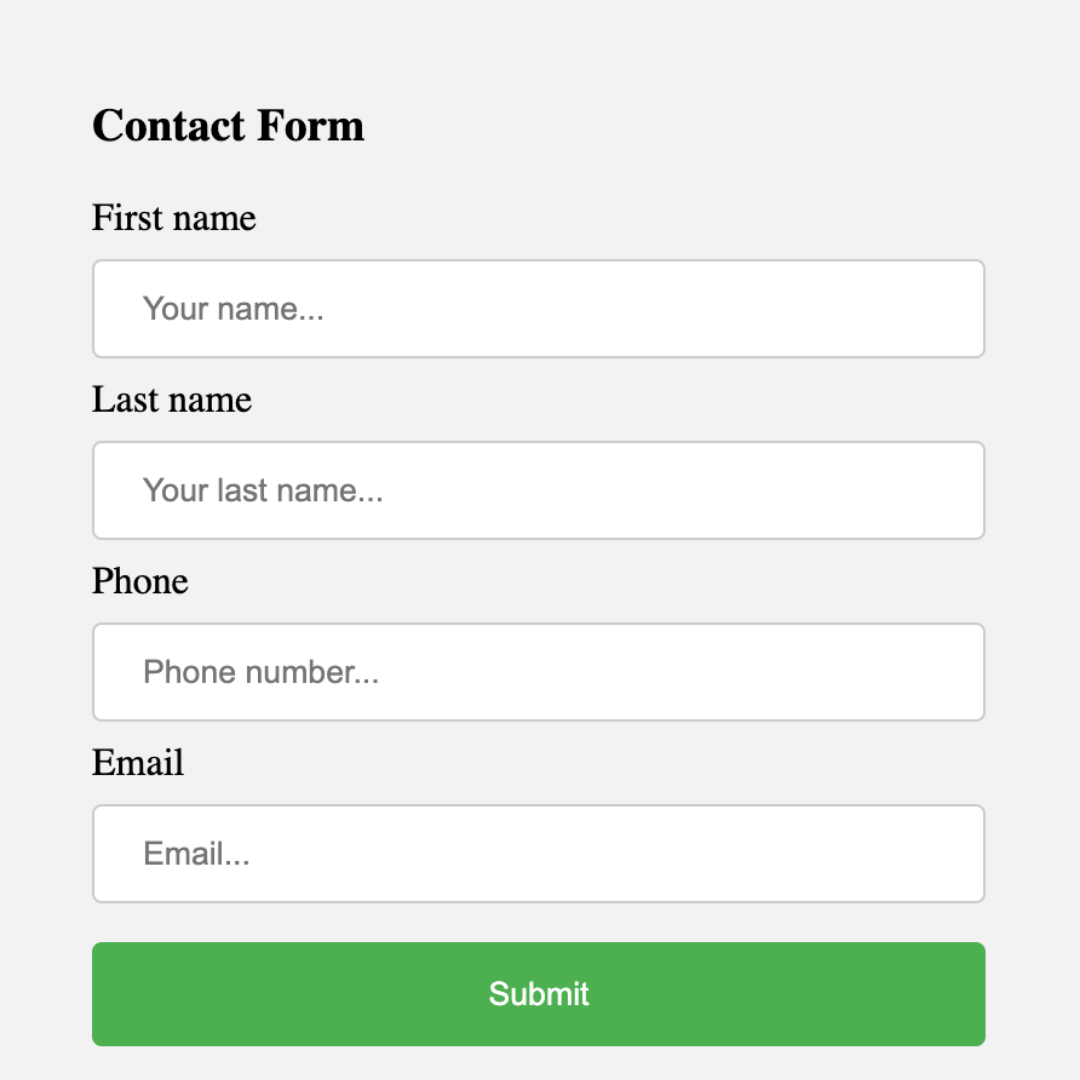 Contact Form
First name
Your name...
Last name
Your last name...
Phone
Phone number...
Email
Email...
Submit